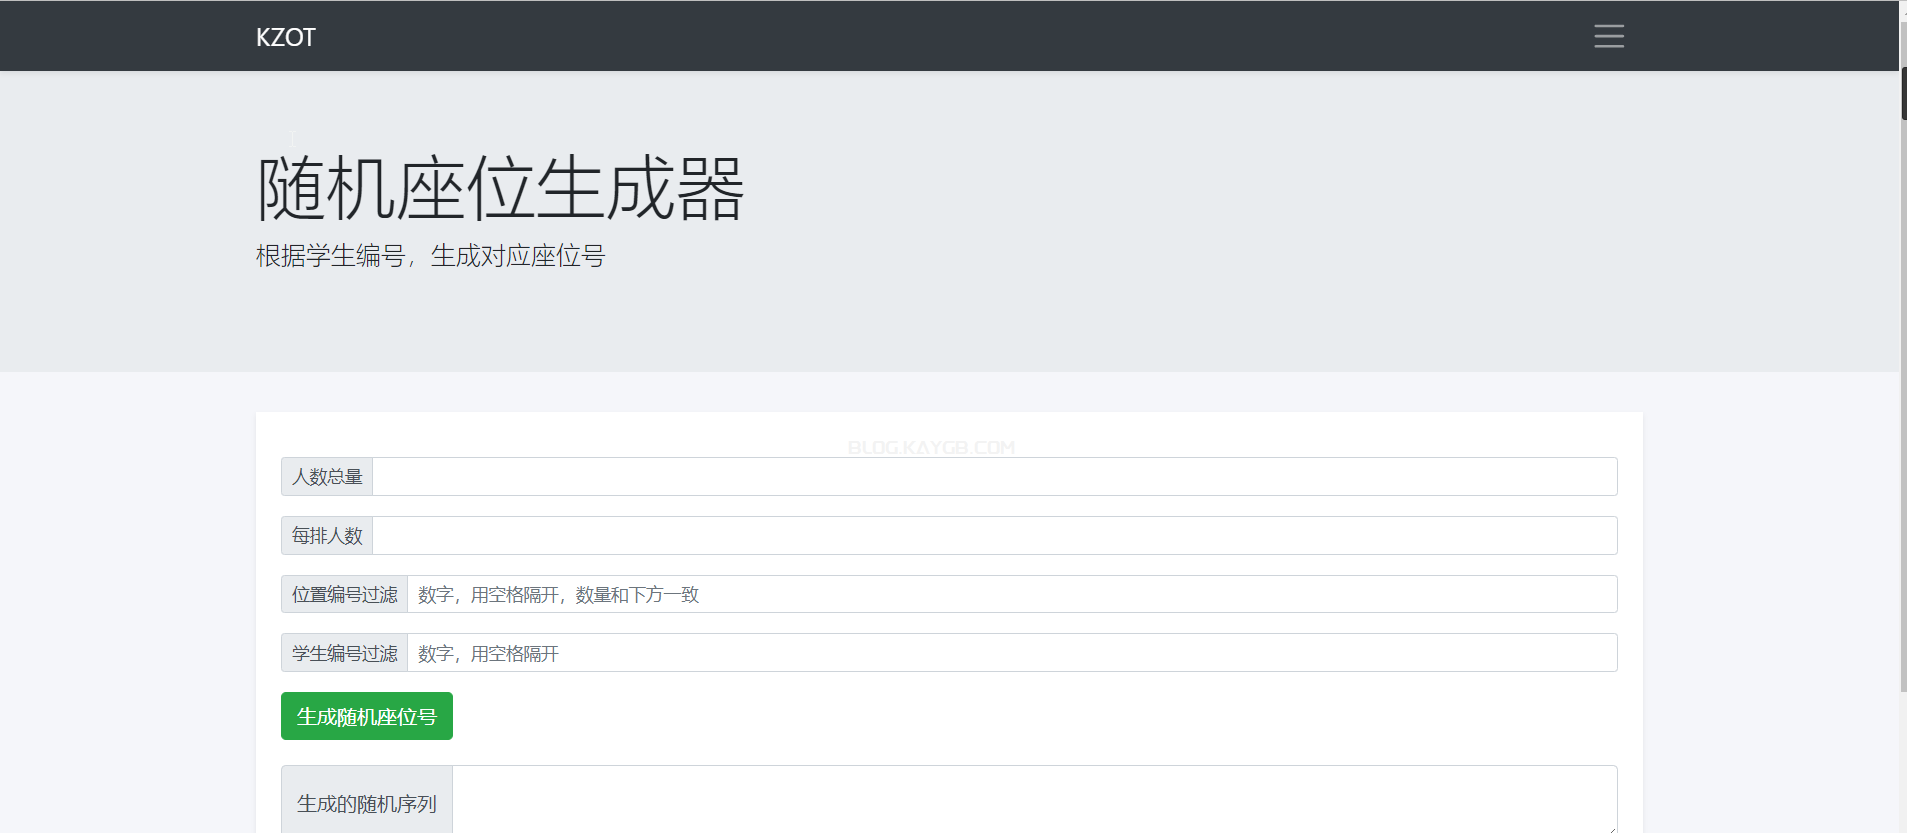 KZOT
随机座位生成器
根据学生编号，生成对应座位号
BLOG.KAYGB.COM
人数总量
每排人数
位置编号过滤 数字，用空格隔开，数量和下方一致
学生编号过滤 数字，用空格隔开
生成随机座位号
生成的随机序列